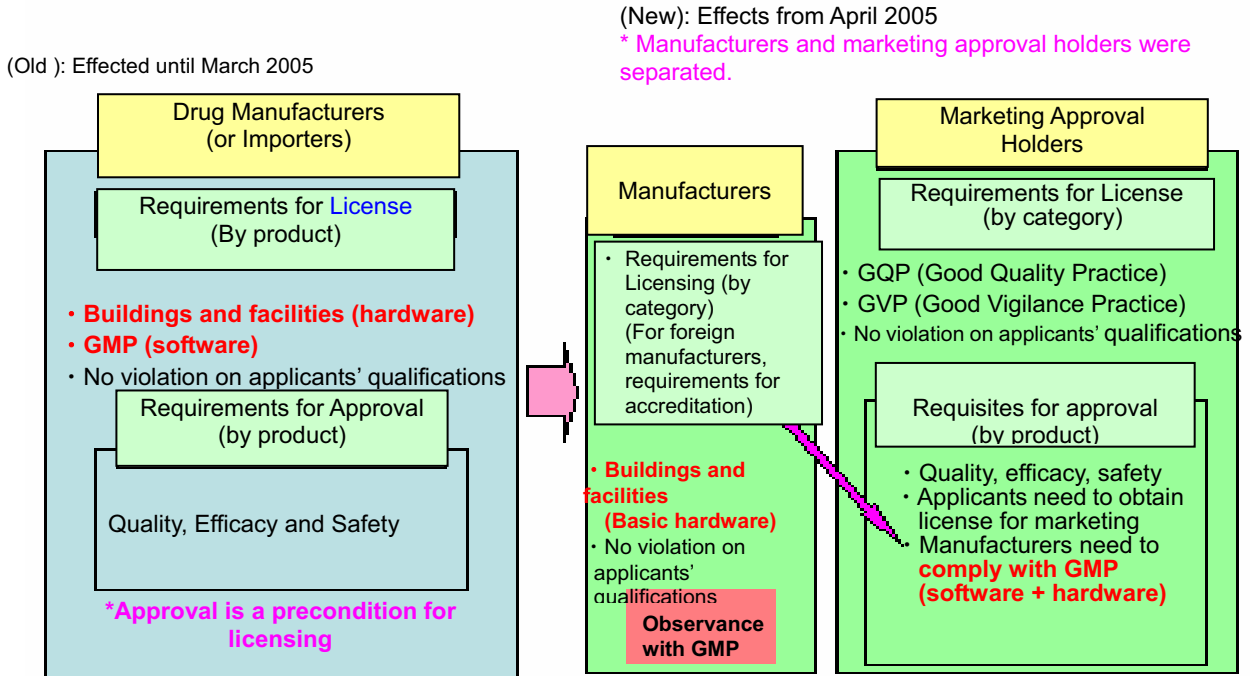 (New): Effects from April 2005
* Manufacturers and marketing approval holders were
separated.
(Old ): Effected until March 2005
Drug Manufacturers
(or Importers)
Requirements for License
(By product)
・Buildings and facilities (hardware)
・GMP (software)
・No violation on applicants' qualifications
Requirements for Approval
(by product)
Quality, Efficacy and Safety
*Approval is a precondition for
licensing
Manufacturers
・ Requirements for
Licensing (by
category)
(For foreign
manufacturers,
requirements for
accreditation)
・Buildings and
facilities
(Basic hardware)
・No violation on
applicants'
qualifications
Observance
with GMP
Marketing Approval
Holders
Requirements for License
(by category)
・GQP (Good Quality Practice)
・GVP (Good Vigilance Practice)
・No violation on applicants' qualifications
Requisites for approval
(by product)
・Quality, efficacy, safety
・Applicants need to obtain
license for marketing
・Manufacturers need to
comply with GMP
(software + hardware)